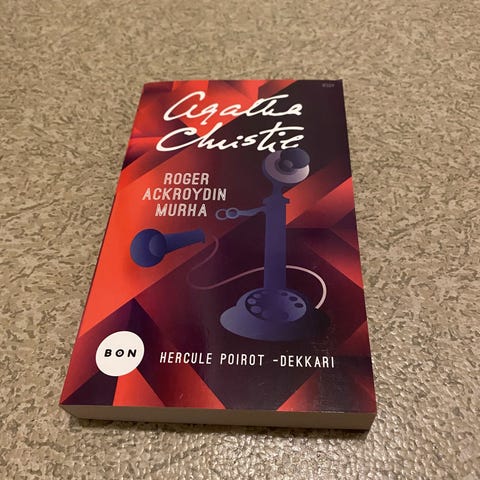 Agatha
Christie
ROGER
ACKROYDIN
MURHA
BON
HERCULE POIROT -DEKKARI